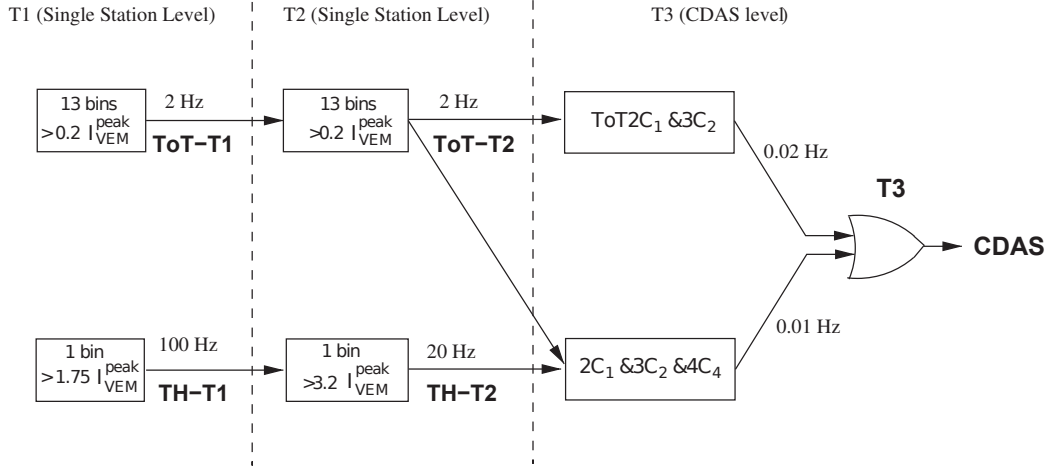 T1 (Single Station Level)
T2 (Single Station Level)
T3 (CDAS level)
13 bins
>0.2 I_VEM^peak
2 Hz
ToT−T1
13 bins
>0.2 I_VEM^peak
2 Hz
ToT−T2
ToT2C₁ &3C₂
0.02 Hz
T3
CDAS
0.01 Hz
1 bin
>1.75 I_VEM^peak
100 Hz
TH−T1
1 bin
>3.2 I_VEM^peak
20 Hz
TH−T2
2C₁ &3C₂ &4C₄